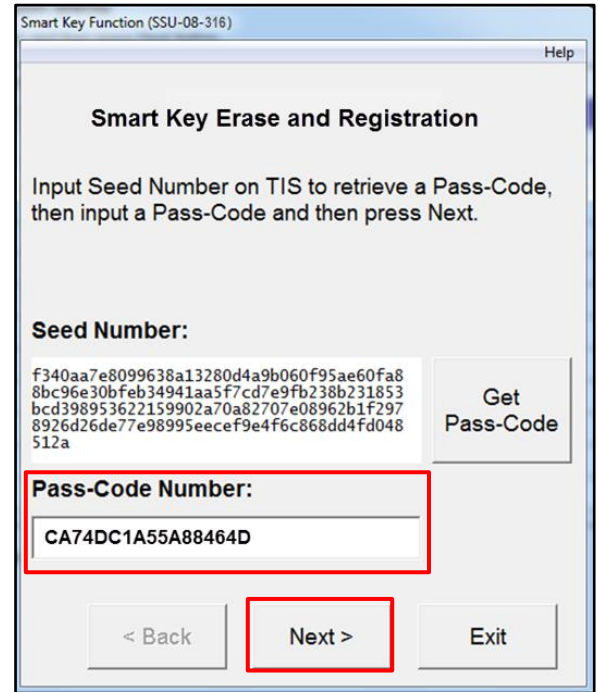 Smart Key Function (SSU-08-316)
Help
Smart Key Erase and Registration
Input Seed Number on TIS to retrieve a Pass-Code,
then input a Pass-Code and then press Next.
Seed Number:
f340aa7e8099638a13280d4a9b060f95ae60fa8
8bc96e30bfeb34941aa5f7cd7e9fb238b231853
bcd398953622159902a70a82707e08962b1f297
8926d26de77e98995eecef9e4f6c868dd4fd048
512a
Get
Pass-Code
Pass-Code Number:
CA74DC1A55A88464D
< Back
Next >
Exit